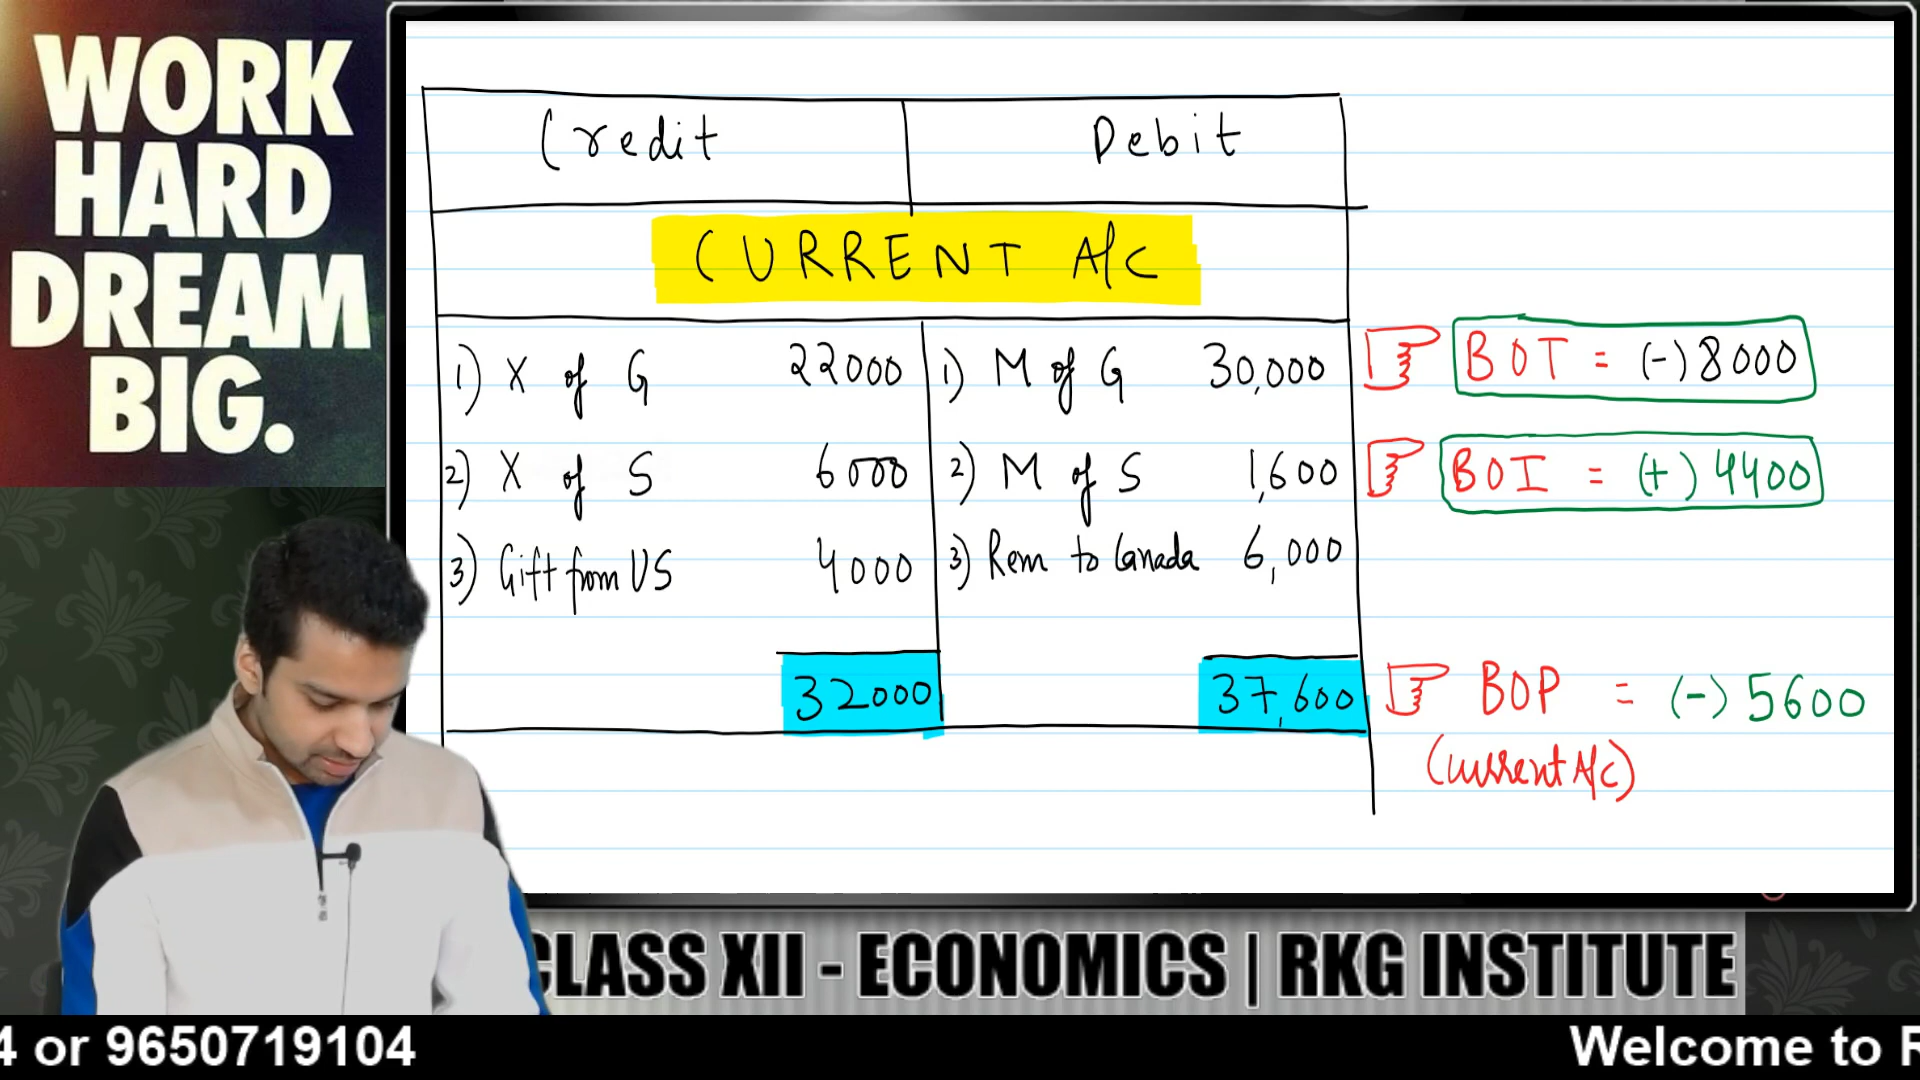 WORK
HARD
DREAM
BIG.
Credit Debit
CURRENT A/C
1) X of G 22000 1) M of G 30,000 BOT = (-) 8000
2) X of S 6000 2) M of S 1,600 BOI = (+) 4400
3) Gift from US 4000 3) Rem to Canada 6,000
32000 37,600 BOP = (-) 5600
(current A/c)
CLASS XII - ECONOMICS | RKG INSTITUTE
4 or 9650719104 Welcome to R